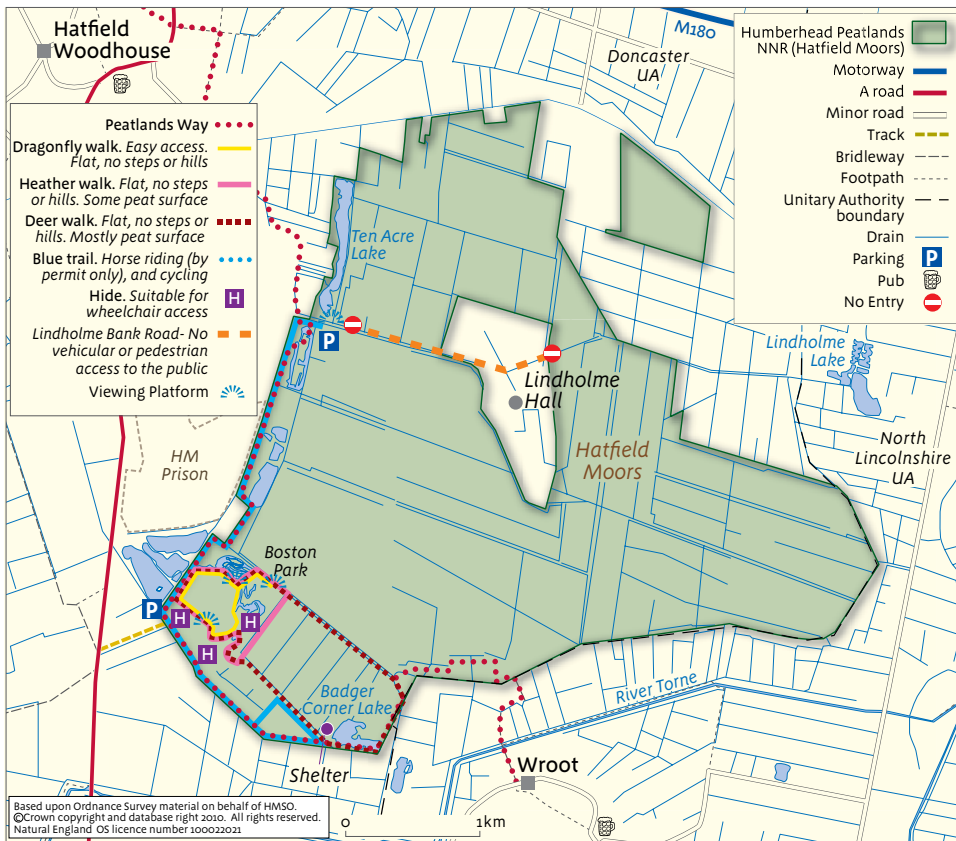 Hatfield
Woodhouse
M180
Doncaster
UA
Humberhead Peatlands
NNR (Hatfield Moors)
Motorway
A road
Minor road
Track
Bridleway
Footpath
Unitary Authority
boundary
Drain
Parking
P
Pub
No Entry
Peatlands Way
Dragonfly walk. Easy access.
Flat, no steps or hills
Heather walk. Flat, no steps
or hills. Some peat surface
Deer walk. Flat, no steps or
hills. Mostly peat surface
Blue trail. Horse riding (by
permit only), and cycling
Hide. Suitable for
wheelchair access
H
Lindholme Bank Road- No
vehicular or pedestrian
access to the public
Viewing Platform
Ten Acre
Lake
P
Lindholme
Hall
Lindholme
Lake
Hatfield
Moors
North
Lincolnshire
UA
HM
Prison
Boston
Park
P
H
H
H
Badger
Corner Lake
River Torne
Shelter
Wroot
Based upon Ordnance Survey material on behalf of HMSO.
©Crown copyright and database right 2010. All rights reserved.
Natural England OS licence number 100022021
0 1km